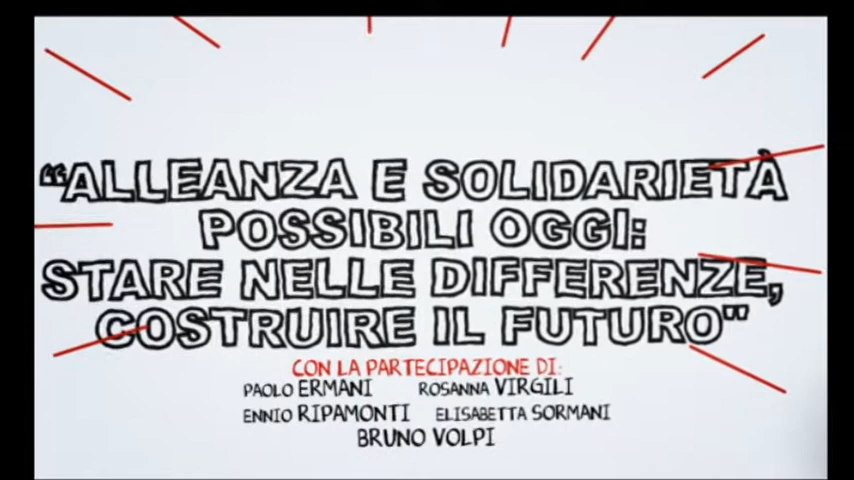 “ALLEANZA E SOLIDARIETÀ
POSSIBILI OGGI:
STARE NELLE DIFFERENZE,
COSTRUIRE IL FUTURO"
CON LA PARTECIPAZIONE DI:
PAOLO ERMANI ROSANNA VIRGILI
ENNIO RIPAMONTI ELISABETTA SORMANI
BRUNO VOLPI